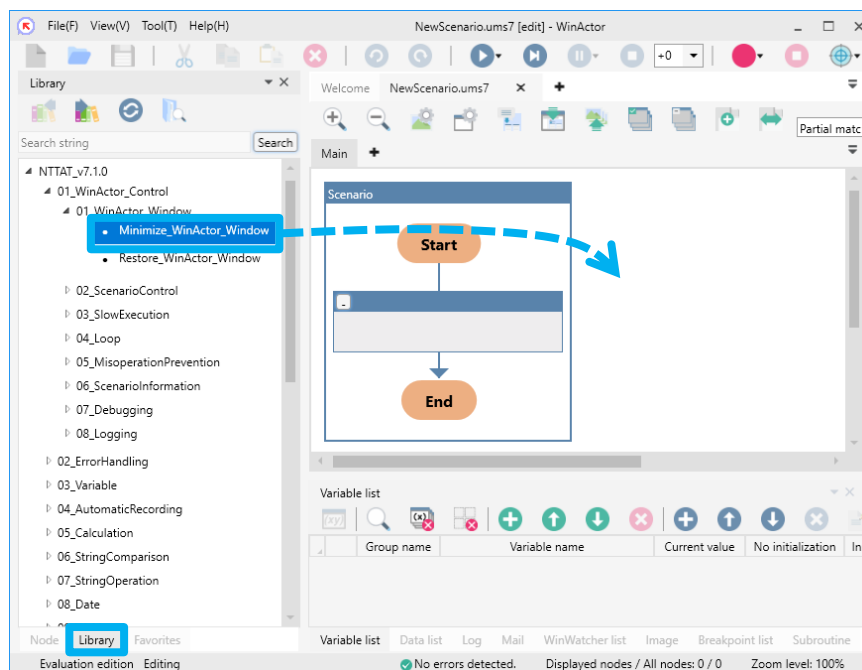 File(F) View(V) Tool(T) Help(H) NewScenario.ums7 [edit] - WinActor
+0
Library
Welcome NewScenario.ums7
Search string Search
Partial matc
Main
NTTAT_v7.1.0
01_WinActor_Control
01_WinActor_Window
Minimize_WinActor_Window
Restore_WinActor_Window
02_ScenarioControl
03_SlowExecution
04_Loop
05_MisoperationPrevention
06_ScenarioInformation
07_Debugging
08_Logging
02_ErrorHandling
03_Variable
04_AutomaticRecording
05_Calculation
06_StringComparison
07_StringOperation
08_Date
Node Library Favorites
Scenario
Start
End
Variable list
Group name Variable name Current value No initialization In
Variable list Data list Log Mail WinWatcher list Image Breakpoint list Subroutine
Evaluation edition Editing No errors detected. Displayed nodes / All nodes: 0 / 0 Zoom level: 100%